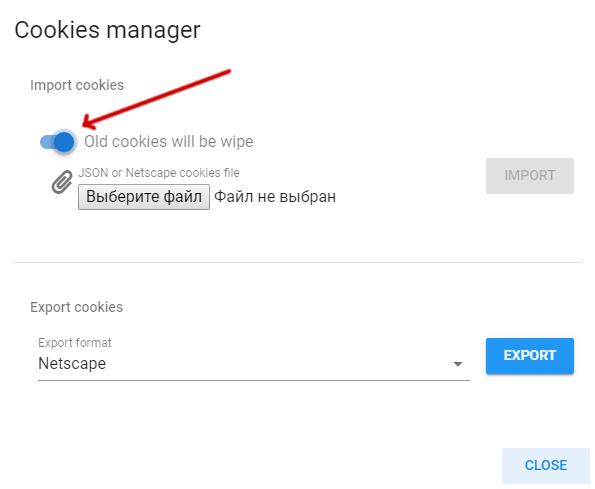 Cookies manager
Import cookies
Old cookies will be wipe
JSON or Netscape cookies file
Выберите файл Файл не выбран
IMPORT
Export cookies
Export format
Netscape
EXPORT
CLOSE